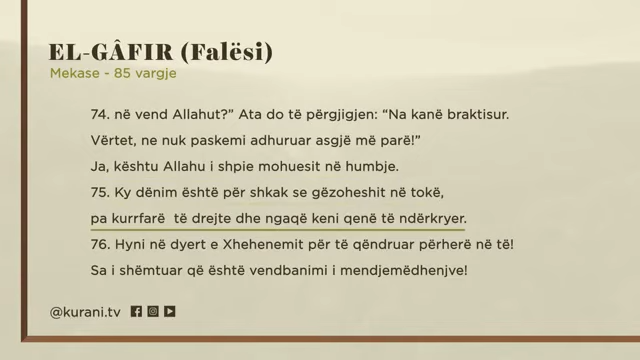 EL-GÂFIR (Falësi)
Mekase - 85 vargje
74. në vend Allahut?” Ata do të përgjigjen: “Na kanë braktisur.
Vërtet, ne nuk paskemi adhuruar asgjë më parë!”
Ja, kështu Allahu i shpie mohuesit në humbje.
75. Ky dënim është për shkak se gëzoheshit në tokë,
pa kurrfarë  të drejte dhe ngaqë keni qenë të ndërkryer.
76. Hyni në dyert e Xhehenemit për të qëndruar përherë në të!
Sa i shëmtuar që është vendbanimi i mendjemëdhenjve!
@kurani.tv